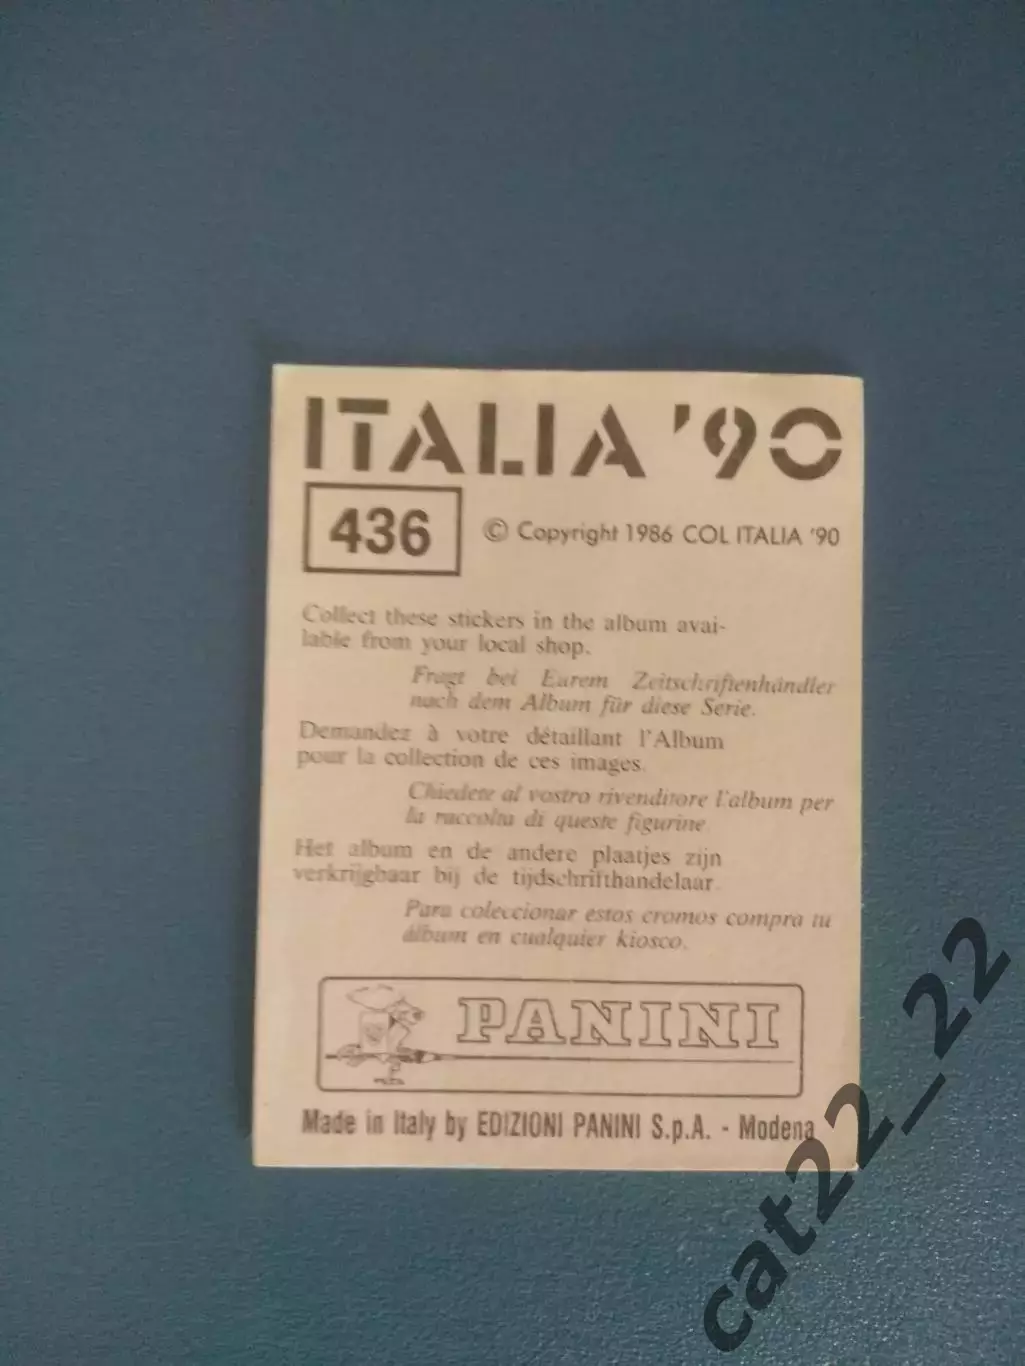 ITALIA '90
436
© Copyright 1986 COL ITALIA '90
Collect these stickers in the album avai-
lable from your local shop.
Fragt bei Eurem Zeitschriftenhändler
nach dem Album für diese Serie.
Demandez à votre détaillant l'Album
pour la collection de ces images.
Chiedete al vostro rivenditore l'album per
la raccolta di queste figurine.
Het album en de andere plaatjes zijn
verkrijgbaar bij de tijdschrifthandelaar.
Para coleccionar estos cromos compra tu
álbum en cualquier kiosco.
PANINI
Made in Italy by EDIZIONI PANINI S.p.A. - Modena
cat22_22